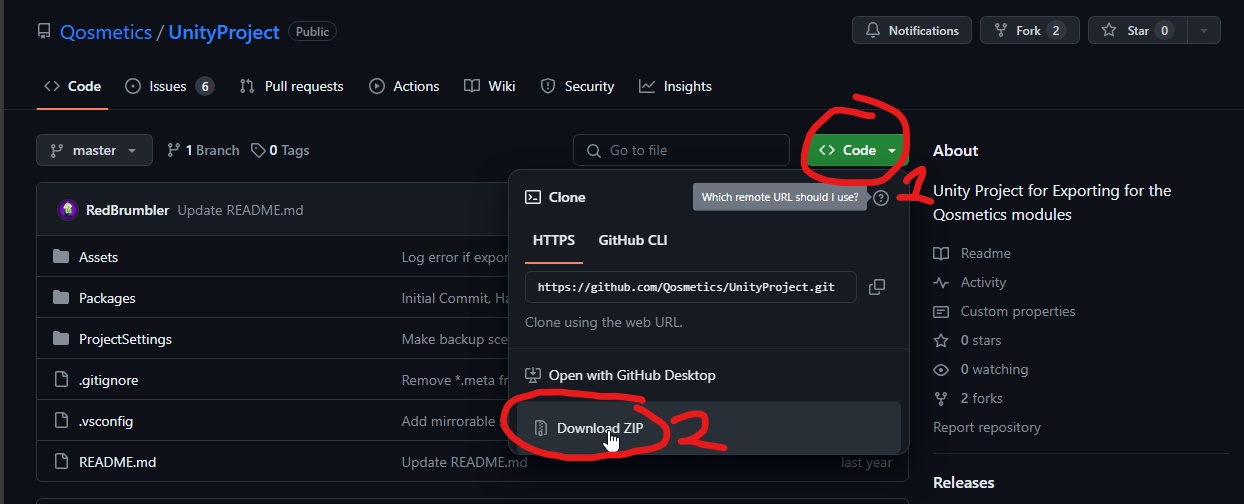 Qosmetics / UnityProject Public
Notifications Fork 2 Star 0
Code Issues 6 Pull requests Actions Wiki Security Insights
master 1 Branch 0 Tags Go to file Code
1
About
Unity Project for Exporting for the
Qosmetics modules
Readme
Activity
Custom properties
0 stars
0 watching
2 forks
Report repository
Releases
RedBrumbler Update README.md
Assets Log error if expor
Packages Initial Commit, Ha
ProjectSettings Make backup sce
.gitignore Remove *.meta fr
.vsconfig Add mirrorable
README.md Update README.md last year
Clone
Which remote URL should I use?
HTTPS GitHub CLI
https://github.com/Qosmetics/UnityProject.git
Clone using the web URL.
Open with GitHub Desktop
Download ZIP
2